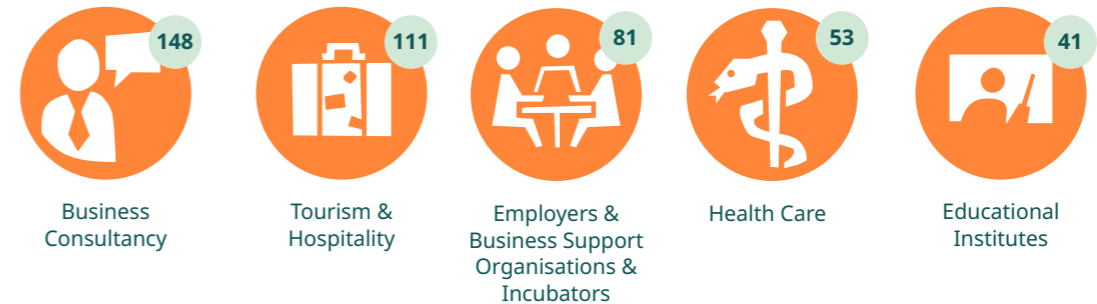 148
111
81
53
41
Business
Consultancy
Tourism &
Hospitality
Employers &
Business Support
Organisations &
Incubators
Health Care
Educational
Institutes